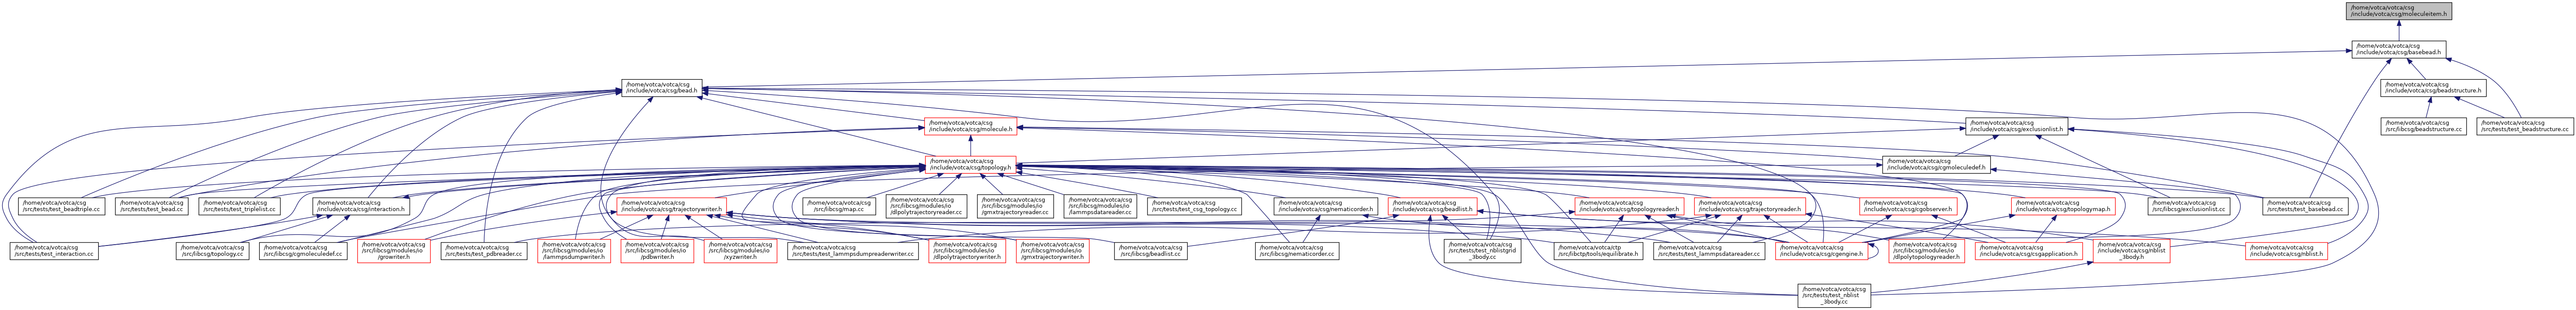 /home/votca/votca/csg
/include/votca/csg/moleculeitem.h
/home/votca/votca/csg
/include/votca/csg/basebead.h
/home/votca/votca/csg
/include/votca/csg/bead.h
/home/votca/votca/csg
/include/votca/csg/beadstructure.h
/home/votca/votca/csg
/include/votca/csg/molecule.h
/home/votca/votca/csg
/include/votca/csg/exclusionlist.h
/home/votca/votca/csg
/src/libcsg/beadstructure.cc
/home/votca/votca/csg
/src/tests/test_beadstructure.cc
/home/votca/votca/csg
/include/votca/csg/topology.h
/home/votca/votca/csg
/include/votca/csg/cgmoleculedef.h
/home/votca/votca/csg
/src/tests/test_beadtriple.cc
/home/votca/votca/csg
/src/tests/test_bead.cc
/home/votca/votca/csg
/src/tests/test_triplelist.cc
/home/votca/votca/csg
/include/votca/csg/interaction.h
/home/votca/votca/csg
/include/votca/csg/trajectorywriter.h
/home/votca/votca/csg
/src/libcsg/map.cc
/home/votca/votca/csg
/src/libcsg/modules/io
/dlpolytrajectoryreader.cc
/home/votca/votca/csg
/src/libcsg/modules/io
/gmxtrajectoryreader.cc
/home/votca/votca/csg
/src/libcsg/modules/io
/lammpsdatareader.cc
/home/votca/votca/csg
/src/tests/test_csg_topology.cc
/home/votca/votca/csg
/include/votca/csg/nematicorder.h
/home/votca/votca/csg
/include/votca/csg/beadlist.h
/home/votca/votca/csg
/include/votca/csg/topologyreader.h
/home/votca/votca/csg
/include/votca/csg/trajectoryreader.h
/home/votca/votca/csg
/include/votca/csg/cgobserver.h
/home/votca/votca/csg
/include/votca/csg/topologymap.h
/home/votca/votca/csg
/src/libcsg/exclusionlist.cc
/home/votca/votca/csg
/src/tests/test_basebead.cc
/home/votca/votca/csg
/src/tests/test_interaction.cc
/home/votca/votca/csg
/src/libcsg/topology.cc
/home/votca/votca/csg
/src/libcsg/cgmoleculedef.cc
/home/votca/votca/csg
/src/libcsg/modules/io
/growriter.h
/home/votca/votca/csg
/src/tests/test_pdbreader.cc
/home/votca/votca/csg
/src/libcsg/modules/io
/lammpsdumpwriter.h
/home/votca/votca/csg
/src/libcsg/modules/io
/pdbwriter.h
/home/votca/votca/csg
/src/libcsg/modules/io
/xyzwriter.h
/home/votca/votca/csg
/src/tests/test_lammpsdumpreaderwriter.cc
/home/votca/votca/csg
/src/libcsg/modules/io
/dlpolytrajectorywriter.h
/home/votca/votca/csg
/src/libcsg/modules/io
/gmxtrajectorywriter.h
/home/votca/votca/csg
/src/libcsg/beadlist.cc
/home/votca/votca/csg
/src/libcsg/nematicorder.cc
/home/votca/votca/csg
/src/tests/test_nblistgrid
_3body.cc
/home/votca/votca/ctp
/src/libctp/tools/equilibrate.h
/home/votca/votca/csg
/src/tests/test_lammpsdatareader.cc
/home/votca/votca/csg
/include/votca/csg/cgengine.h
/home/votca/votca/csg
/src/libcsg/modules/io
/dlpolytopologyreader.h
/home/votca/votca/csg
/include/votca/csg/csgapplication.h
/home/votca/votca/csg
/include/votca/csg/nblist
_3body.h
/home/votca/votca/csg
/include/votca/csg/nblist.h
/home/votca/votca/csg
/src/tests/test_nblist
_3body.cc